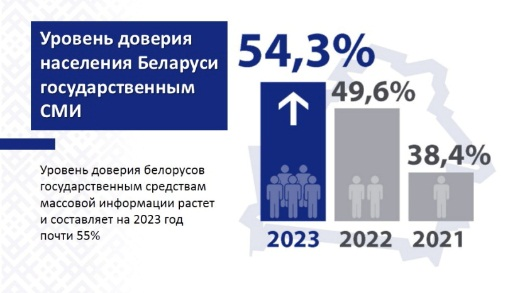 Уровень доверия
населения Беларуси
государственным
СМИ
Уровень доверия белорусов
государственным средствам
массовой информации растет
и составляет на 2023 год
почти 55%
54,3%
49,6%
38,4%
2023
2022
2021